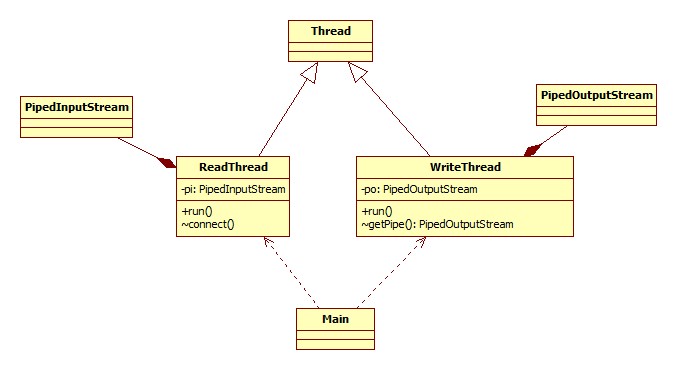 Thread
PipedInputStream
PipedOutputStream
ReadThread
-pi: PipedInputStream
+run()
~connect()
WriteThread
-po: PipedOutputStream
+run()
~getPipe(): PipedOutputStream
Main